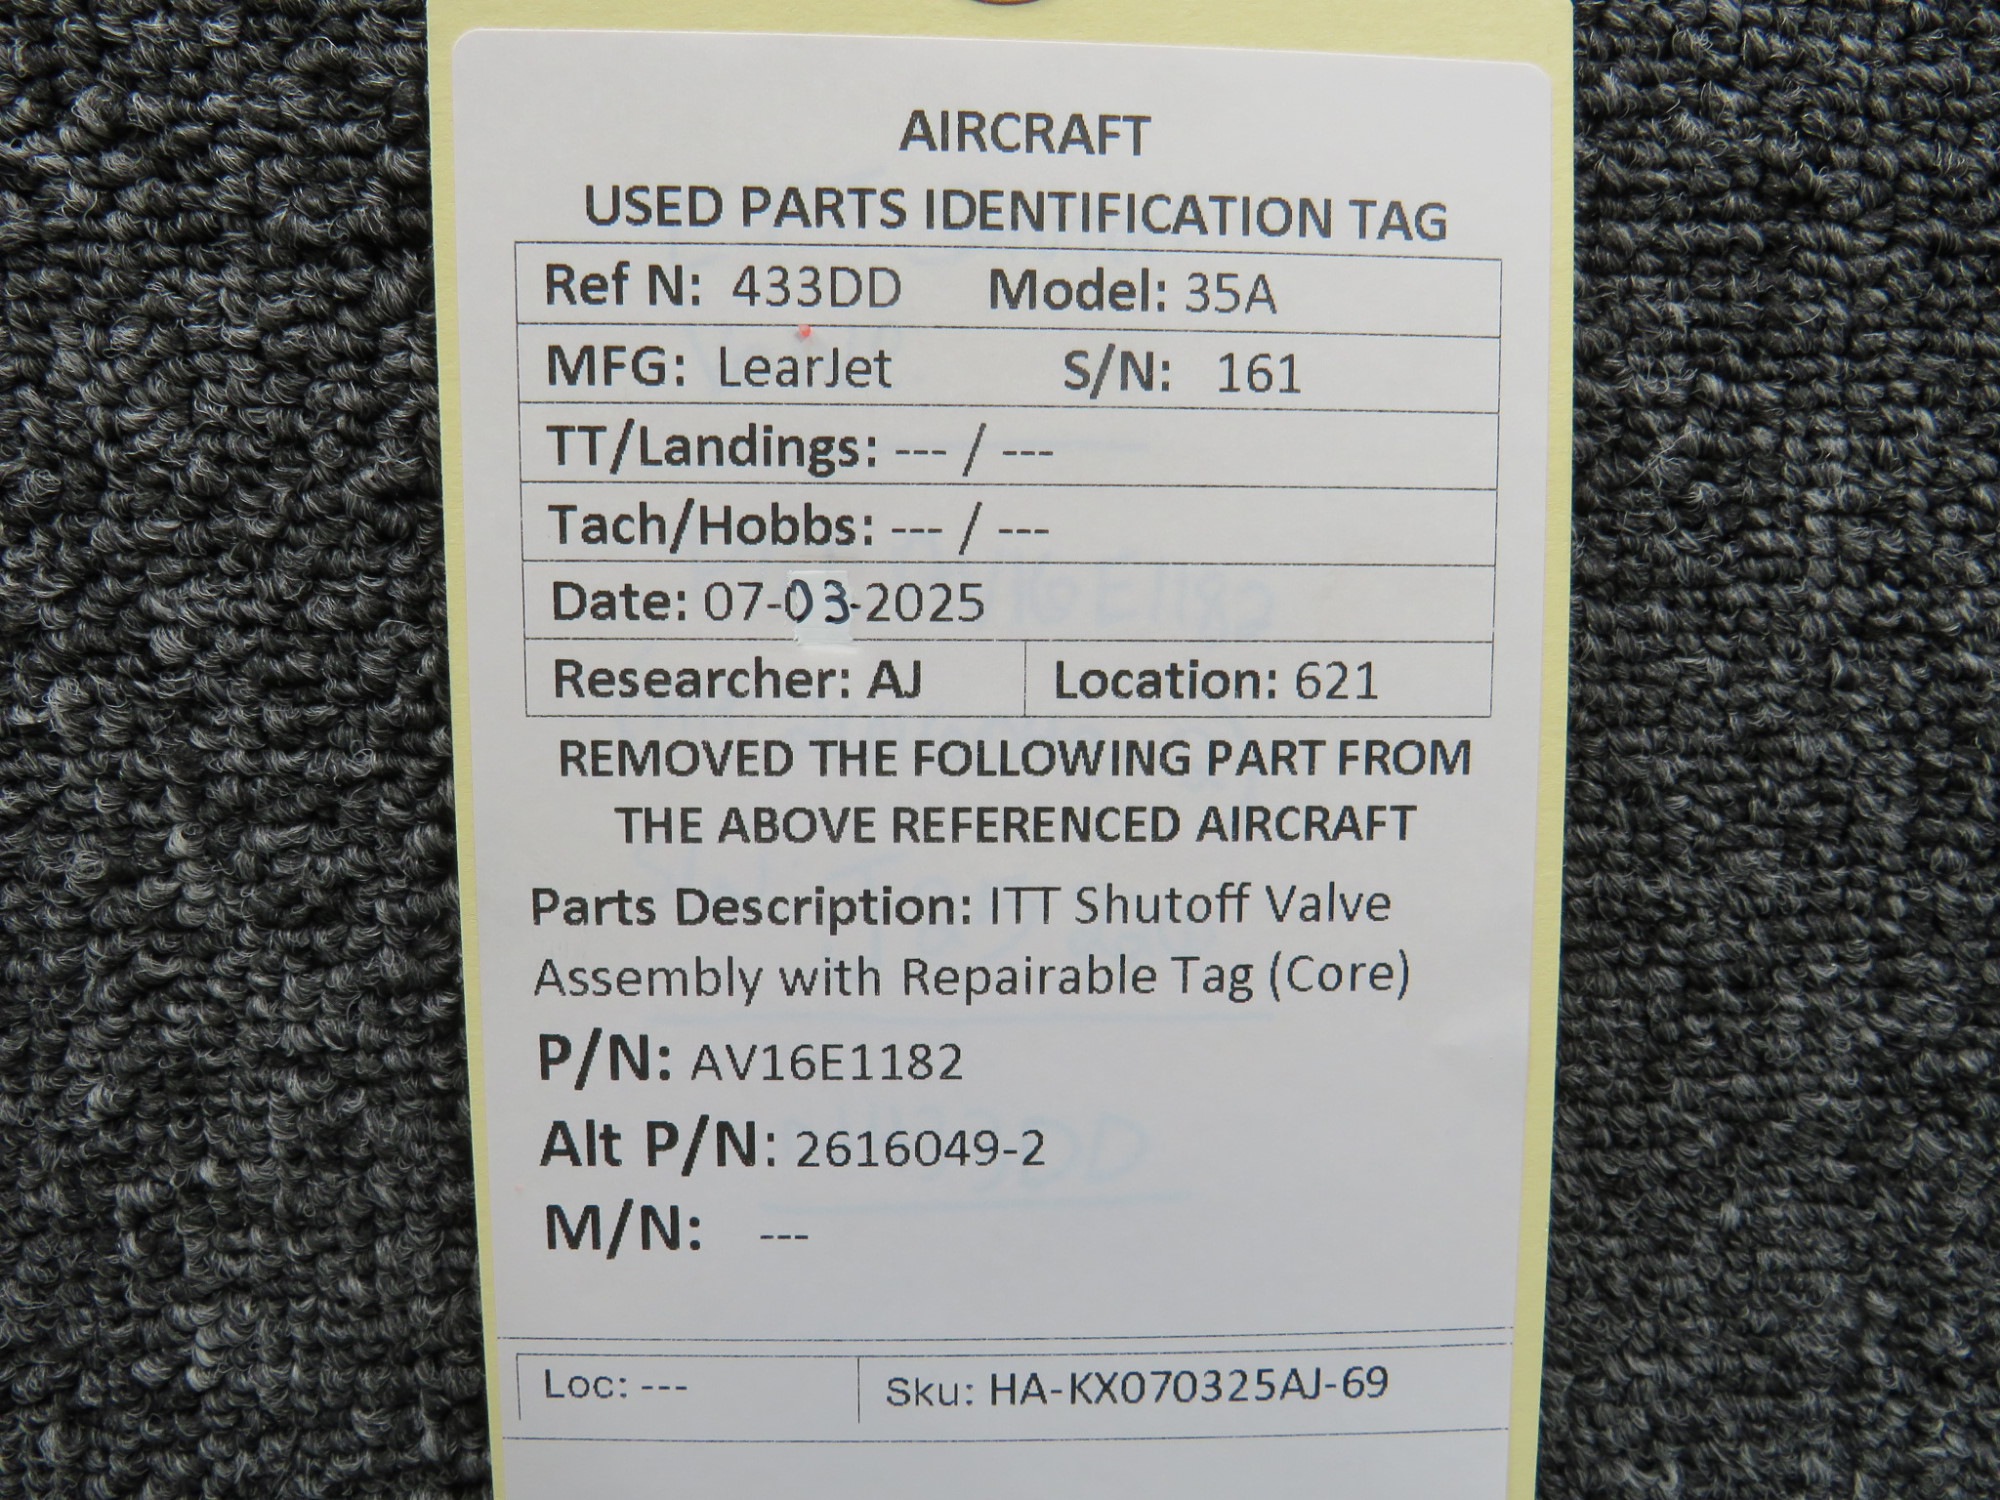 AIRCRAFT
USED PARTS IDENTIFICATION TAG
Ref N: 433DD Model: 35A
MFG: LearJet S/N: 161
TT/Landings: --- / ---
Tach/Hobbs: --- / ---
Date: 07-03-2025
Researcher: AJ Location: 621
REMOVED THE FOLLOWING PART FROM
THE ABOVE REFERENCED AIRCRAFT
Parts Description: ITT Shutoff Valve
Assembly with Repairable Tag (Core)
P/N: AV16E1182
Alt P/N: 2616049-2
M/N: ---
Loc: --- Sku: HA-KX070325AJ-69